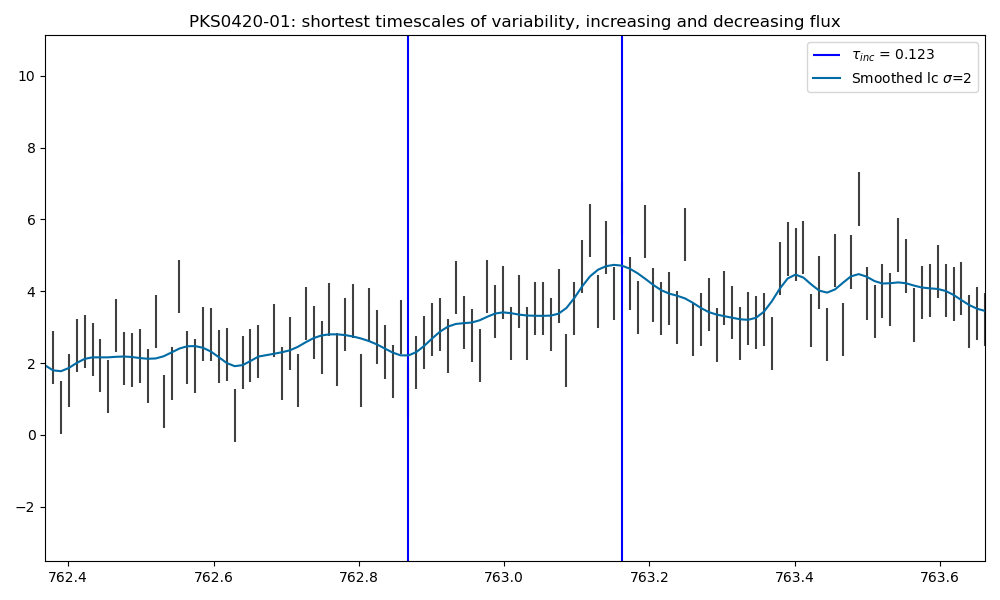 PKS0420-01: shortest timescales of variability, increasing and decreasing flux
τinc = 0.123
Smoothed lc σ=2
10
8
6
4
2
0
−2
762.4 762.6 762.8 763.0 763.2 763.4 763.6